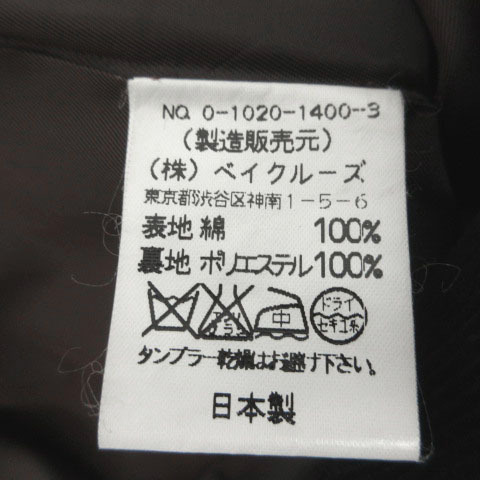 NO. 0-1020-1400--3
(製造販売元)
(株)ベイクルーズ
東京都渋谷区神南1-5-6
表地 綿 100%
裏地 ポリエステル100%
中 ドライ
セキユ系
タンブラー乾燥はお避け下さい。
日本製